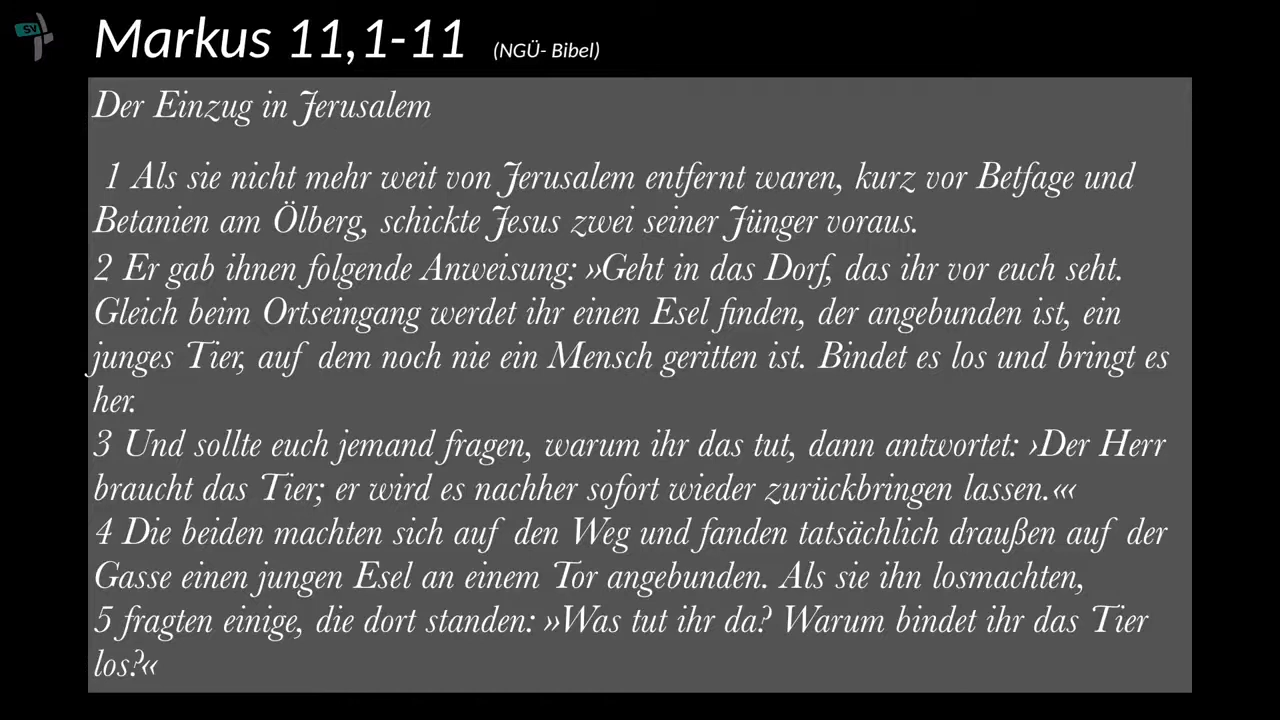 SV
Markus 11,1-11 (NGÜ- Bibel)
Der Einzug in Jerusalem
1 Als sie nicht mehr weit von Jerusalem entfernt waren, kurz vor Betfage und
Betanien am Ölberg, schickte Jesus zwei seiner Jünger voraus.
2 Er gab ihnen folgende Anweisung: »Geht in das Dorf, das ihr vor euch seht.
Gleich beim Ortseingang werdet ihr einen Esel finden, der angebunden ist, ein
junges Tier, auf dem noch nie ein Mensch geritten ist. Bindet es los und bringt es
her.
3 Und sollte euch jemand fragen, warum ihr das tut, dann antwortet: ›Der Herr
braucht das Tier; er wird es nachher sofort wieder zurückbringen lassen.‹«
4 Die beiden machten sich auf den Weg und fanden tatsächlich draußen auf der
Gasse einen jungen Esel an einem Tor angebunden. Als sie ihn losmachten,
5 fragten einige, die dort standen: »Was tut ihr da? Warum bindet ihr das Tier
los?«